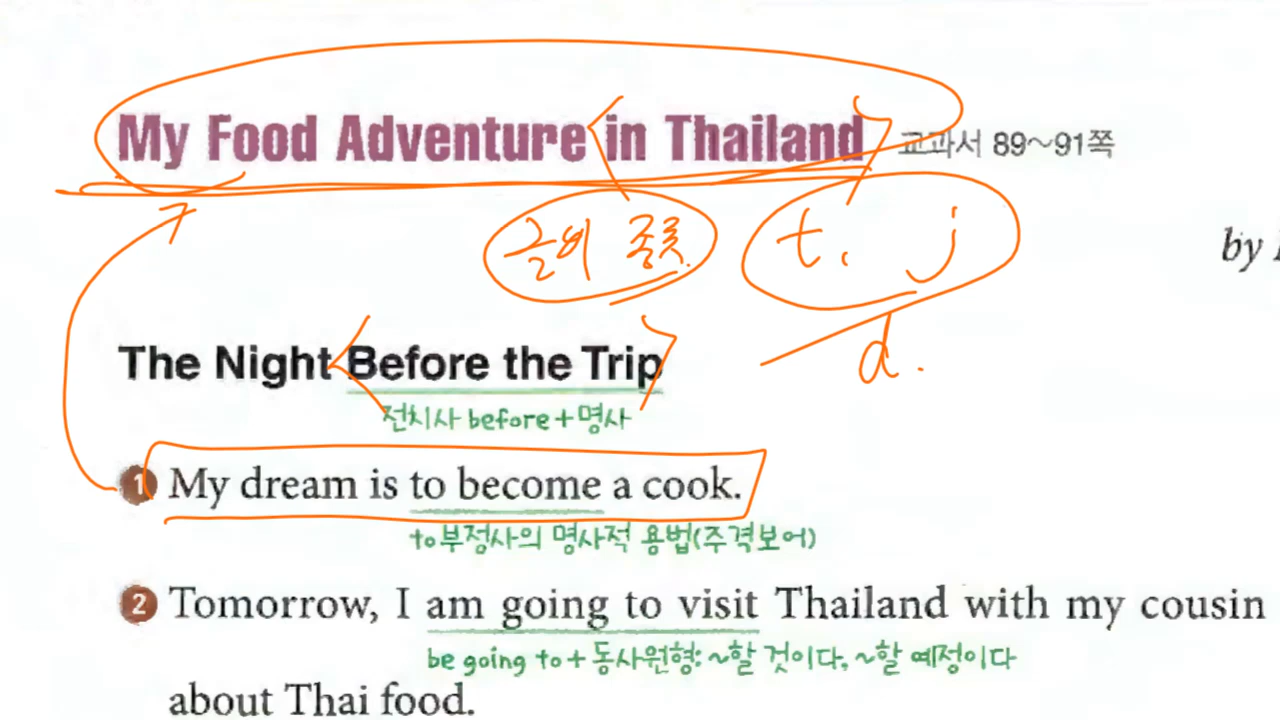 My Food Adventure in Thailand 교과서 89~91쪽
글의 종류. t. j
by
d.
The Night Before the Trip
전치사 before+명사
1 My dream is to become a cook.
to부정사의 명사적 용법(주격보어)
2 Tomorrow, I am going to visit Thailand with my cousin
be going to+동사원형: ~할 것이다, ~할 예정이다
about Thai food.